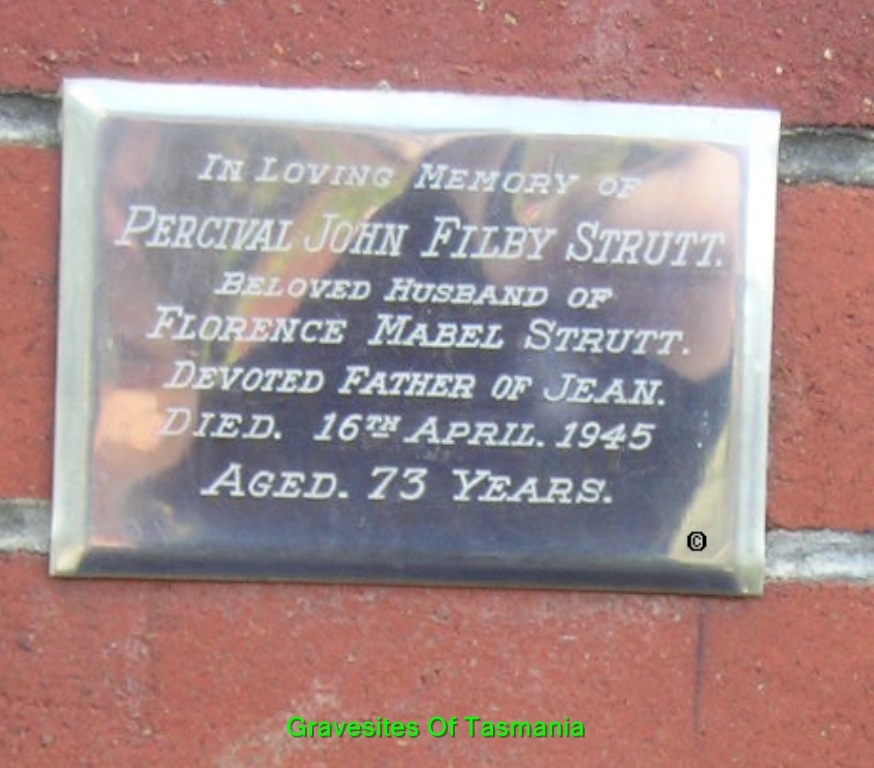 IN LOVING MEMORY OF
PERCIVAL JOHN FILBY STRUTT.
BELOVED HUSBAND OF
FLORENCE MABEL STRUTT.
DEVOTED FATHER OF JEAN.
DIED. 16TH APRIL. 1945
AGED. 73 YEARS.
©
Gravesites Of Tasmania